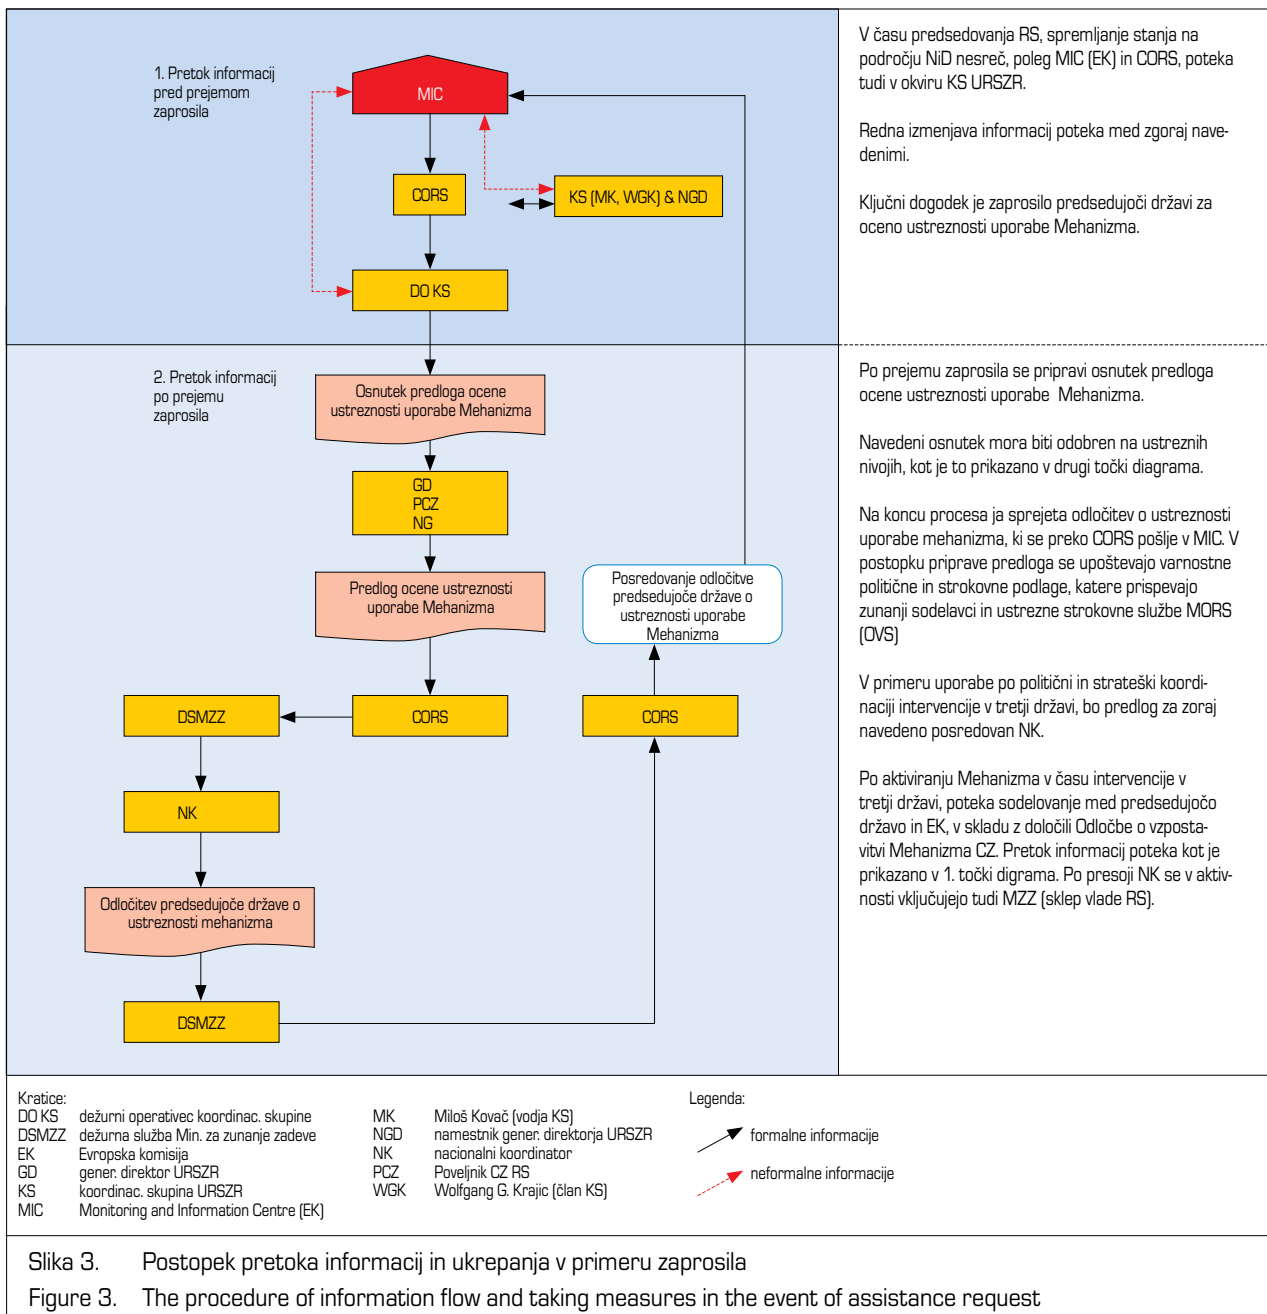 1. Pretok informacij
pred prejemom
zaprosila
MIC
CORS
KS (MK, WGK) & NGD
DO KS
V času predsedovanja RS, spremljanje stanja na
področju NiD nesreč, poleg MIC (EK) in CORS, poteka
tudi v okviru KS URSZR.
Redna izmenjava informacij poteka med zgoraj nave-
denimi.
Ključni dogodek je zaprosilo predsedujoči državi za
oceno ustreznosti uporabe Mehanizma.
2. Pretok informacij
po prejemu
zaprosila
Osnutek predloga ocene
ustreznosti uporabe Mehanizma
GD
PCZ
NG
Predlog ocene ustreznosti
uporabe Mehanizma
Posredovanje odločitve
predsedujoče države o
ustreznosti uporabe
Mehanizma
DSMZZ
CORS
CORS
NK
Odločitev predsedujoče države o
ustreznosti mehanizma
DSMZZ
Po prejemu zaprosila se pripravi osnutek predloga
ocene ustreznosti uporabe Mehanizma.
Navedeni osnutek mora biti odobren na ustreznih
nivojih, kot je to prikazano v drugi točki diagrama.
Na koncu procesa ja sprejeta odločitev o ustreznosti
uporabe mehanizma, ki se preko CORS pošlje v MIC. V
postopku priprave predloga se upoštevajo varnostne
politične in strokovne podlage, katere prispevajo
zunanji sodelavci in ustrezne strokovne službe MORS
(OVS)
V primeru uporabe po politični in strateški koordi-
naciji intervencije v tretji državi, bo predlog za zoraj
navedeno posredovan NK.
Po aktiviranju Mehanizma v času intervencije v
tretji državi, poteka sodelovanje med predsedujočo
državo in EK, v skladu z določili Odločbe o vzposta-
vitvi Mehanizma CZ. Pretok informacij poteka kot je
prikazano v 1. točki digrama. Po presoji NK se v aktiv-
nosti vključujejo tudi MZZ (sklep vlade RS).
Kratice:
DO KS dežurni operativec koordinac. skupine
DSMZZ dežurna služba Min. za zunanje zadeve
EK Evropska komisija
GD gener. direktor URSZR
KS koordinac. skupina URSZR
MIC Monitoring and Information Centre (EK)
MK Miloš Kovač (vodja KS)
NGD namestnik gener. direktorja URSZR
NK nacionalni koordinator
PCZ Poveljnik CZ RS
WGK Wolfgang G. Krajic (član KS)
Legenda:
formalne informacije
neformalne informacije
Slika 3. Postopek pretoka informacij in ukrepanja v primeru zaprosila
Figure 3. The procedure of information flow and taking measures in the event of assistance request